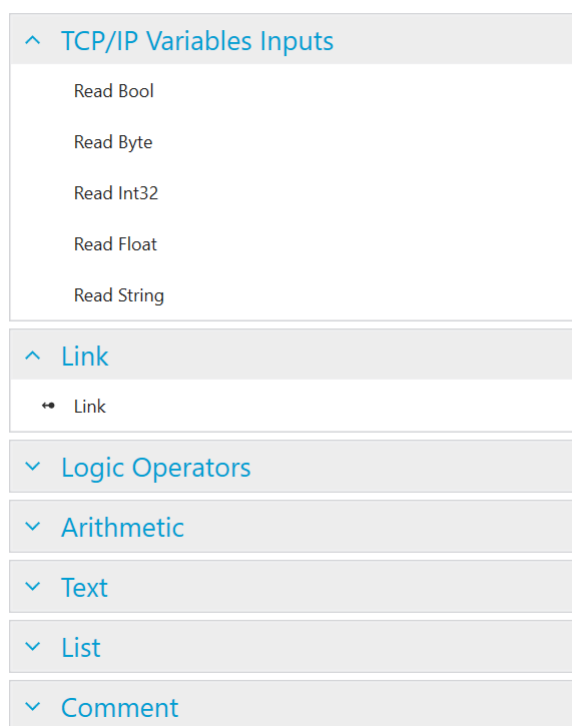 TCP/IP Variables Inputs
Read Bool
Read Byte
Read Int32
Read Float
Read String
Link
Link
Logic Operators
Arithmetic
Text
List
Comment